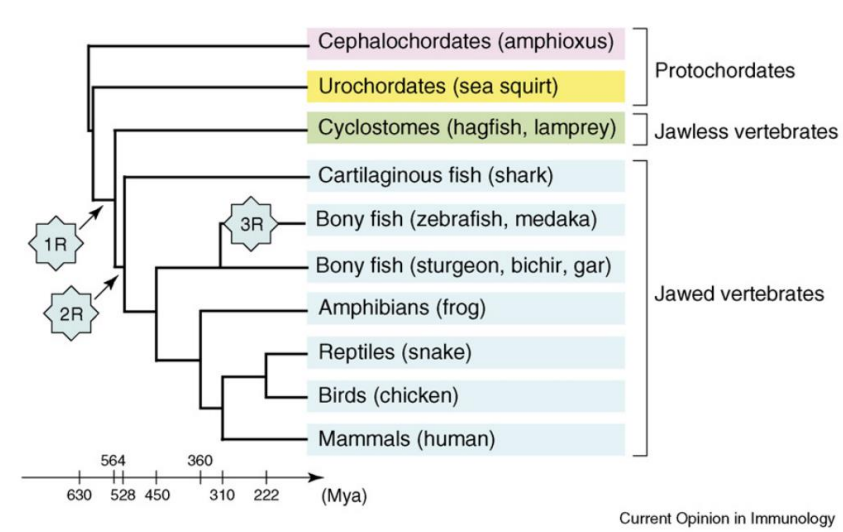 Cephalochordates (amphioxus)
Protochordates
Urochordates (sea squirt)
Cyclostomes (hagfish, lamprey)
Jawless vertebrates
Cartilaginous fish (shark)
3R
Bony fish (zebrafish, medaka)
1R
Bony fish (sturgeon, bichir, gar)
Jawed vertebrates
2R
Amphibians (frog)
Reptiles (snake)
Birds (chicken)
Mammals (human)
564 360
630 528 450 310 222 (Mya)
Current Opinion in Immunology